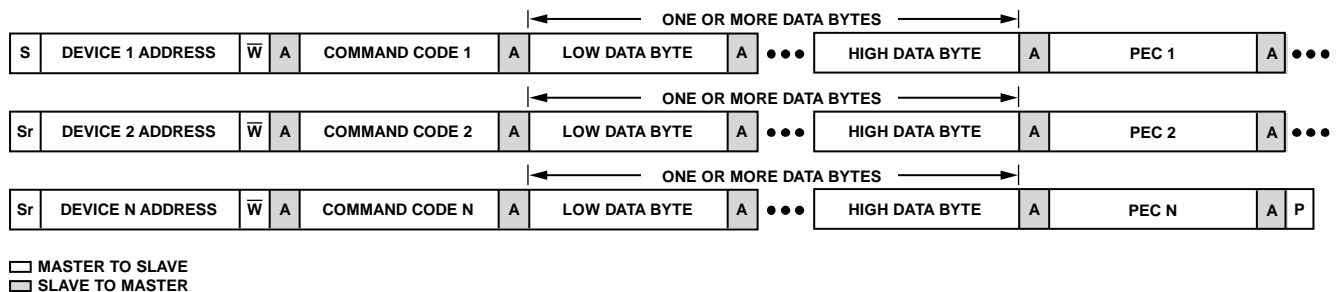 ONE OR MORE DATA BYTES
S DEVICE 1 ADDRESS W̅ A COMMAND CODE 1 A LOW DATA BYTE A ••• HIGH DATA BYTE A PEC 1 A •••
ONE OR MORE DATA BYTES
Sr DEVICE 2 ADDRESS W̅ A COMMAND CODE 2 A LOW DATA BYTE A ••• HIGH DATA BYTE A PEC 2 A •••
ONE OR MORE DATA BYTES
Sr DEVICE N ADDRESS W̅ A COMMAND CODE N A LOW DATA BYTE A ••• HIGH DATA BYTE A PEC N A P
MASTER TO SLAVE
SLAVE TO MASTER